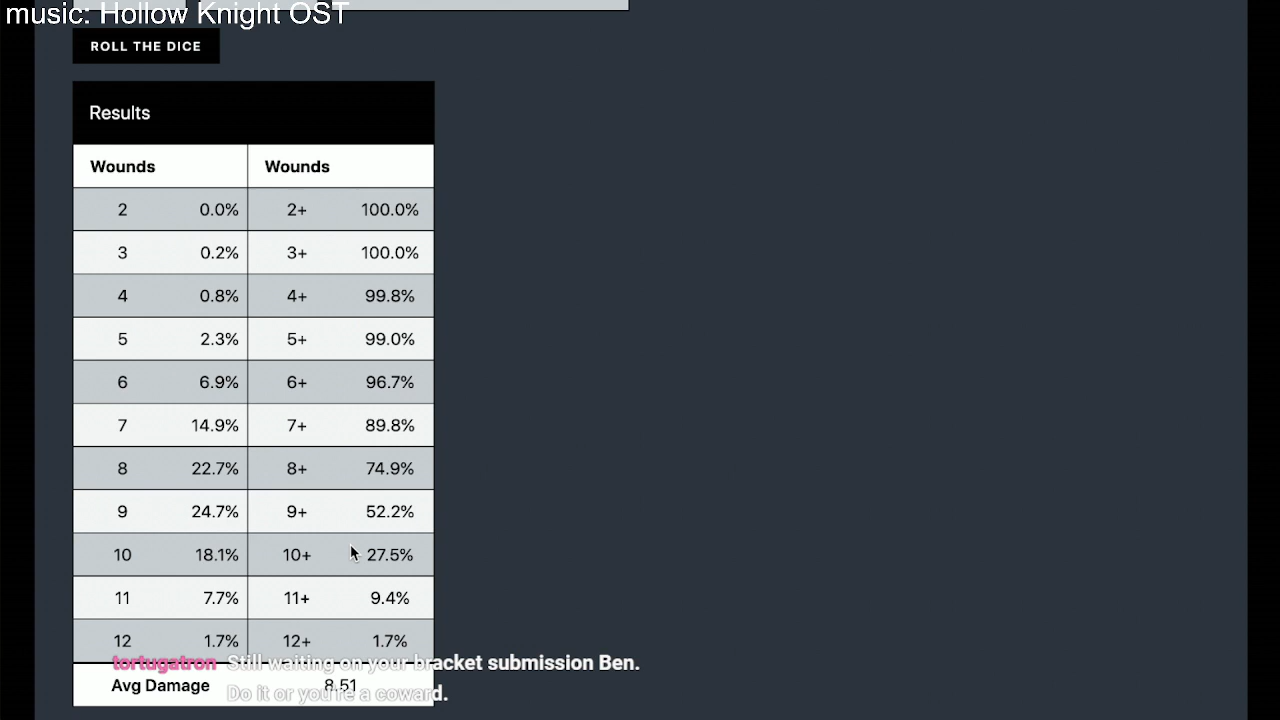 music: Hollow Knight OST
ROLL THE DICE
Results
Wounds Wounds
2 0.0% 2+ 100.0%
3 0.2% 3+ 100.0%
4 0.8% 4+ 99.8%
5 2.3% 5+ 99.0%
6 6.9% 6+ 96.7%
7 14.9% 7+ 89.8%
8 22.7% 8+ 74.9%
9 24.7% 9+ 52.2%
10 18.1% 10+ 27.5%
11 7.7% 11+ 9.4%
12 1.7% 12+ 1.7%
tortugatron Still waiting on your bracket submission Ben.
Do it or you're a coward.
Avg Damage 8.51